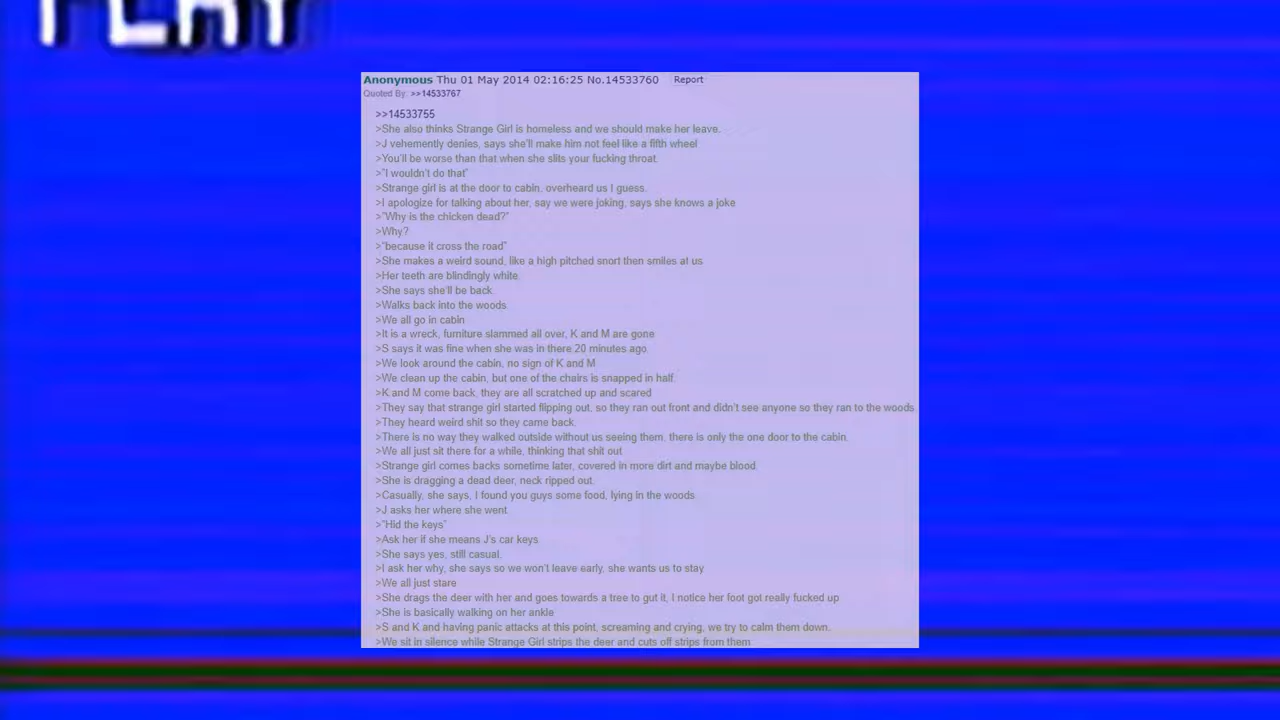 PLAY
Anonymous Thu 01 May 2014 02:16:25 No.14533760 Report
Quoted By: >>14533767
>>14533755
>She also thinks Strange Girl is homeless and we should make her leave.
>J vehemently denies, says she'll make him not feel like a fifth wheel
>You'll be worse than that when she slits your fucking throat.
>"I wouldn't do that"
>Strange girl is at the door to cabin, overheard us I guess.
>I apologize for talking about her, say we were joking, says she knows a joke
>"Why is the chicken dead?"
>Why?
>"because it cross the road"
>She makes a weird sound, like a high pitched snort then smiles at us
>Her teeth are blindingly white.
>She says she'll be back.
>Walks back into the woods.
>We all go in cabin
>It is a wreck, furniture slammed all over, K and M are gone
>S says it was fine when she was in there 20 minutes ago.
>We look around the cabin, no sign of K and M
>We clean up the cabin, but one of the chairs is snapped in half.
>K and M come back, they are all scratched up and scared
>They say that strange girl started flipping out, so they ran out front and didn't see anyone so they ran to the woods.
>They heard weird shit so they came back.
>There is no way they walked outside without us seeing them, there is only the one door to the cabin.
>We all just sit there for a while, thinking that shit out
>Strange girl comes backs sometime later, covered in more dirt and maybe blood
>She is dragging a dead deer, neck ripped out.
>Casually, she says, I found you guys some food, lying in the woods
>J asks her where she went
>"Hid the keys"
>Ask her if she means J's car keys
>She says yes, still casual.
>I ask her why, she says so we won't leave early, she wants us to stay
>We all just stare
>She drags the deer with her and goes towards a tree to gut it, I notice her foot got really fucked up
>She is basically walking on her ankle
>S and K and having panic attacks at this point, screaming and crying, we try to calm them down.
>We sit in silence while Strange Girl strips the deer and cuts off strips from them